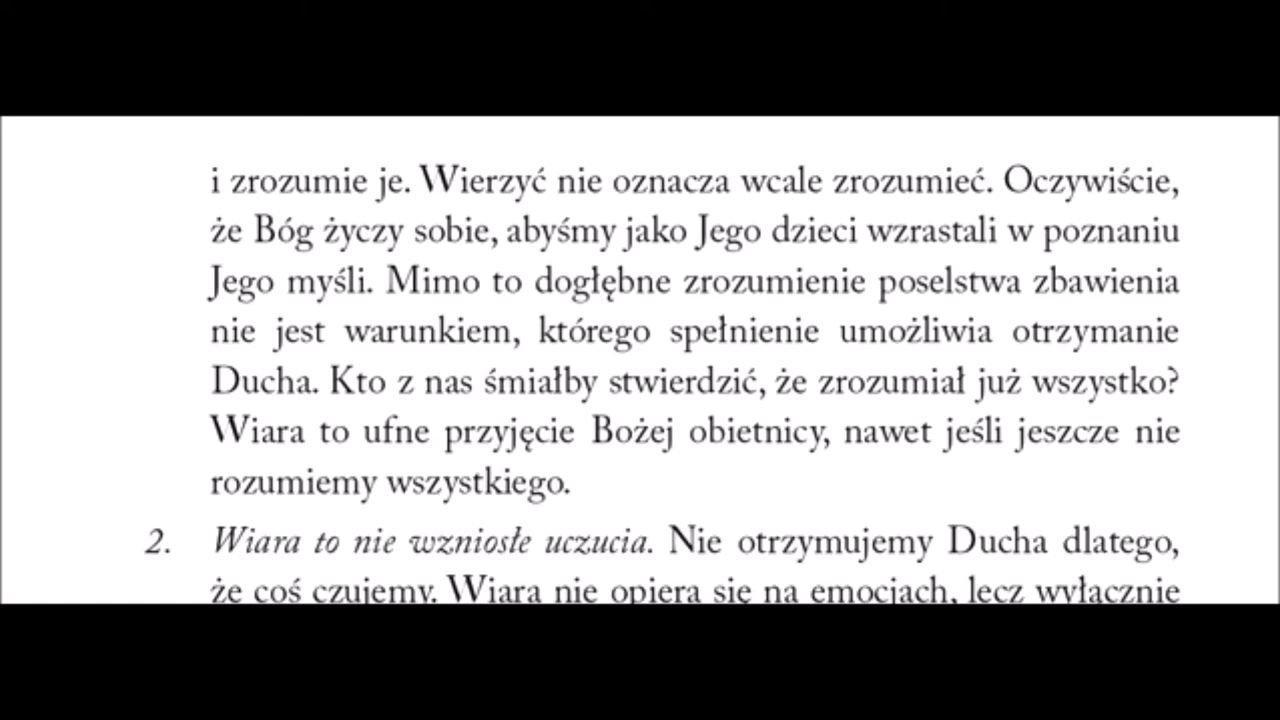 i zrozumie je. Wierzyć nie oznacza wcale zrozumieć. Oczywiście,
że Bóg życzy sobie, abyśmy jako Jego dzieci wzrastali w poznaniu
Jego myśli. Mimo to dogłębne zrozumienie poselstwa zbawienia
nie jest warunkiem, którego spełnienie umożliwia otrzymanie
Ducha. Kto z nas śmiałby stwierdzić, że zrozumiał już wszystko?
Wiara to ufne przyjęcie Bożej obietnicy, nawet jeśli jeszcze nie
rozumiemy wszystkiego.
2. Wiara to nie wzniosłe uczucia. Nie otrzymujemy Ducha dlatego,
że coś czujemy. Wiara nie opiera się na emocjach, lecz wyłącznie